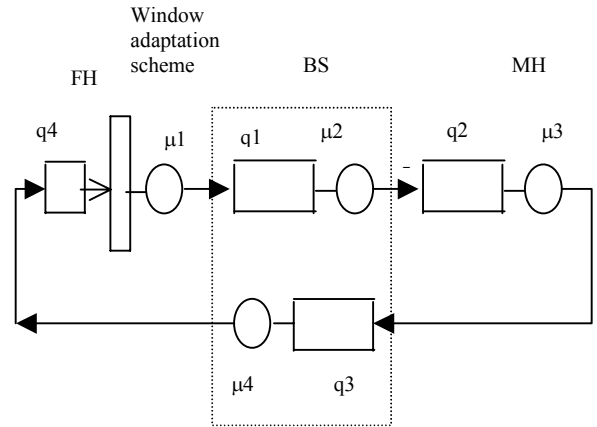 Window
adaptation
scheme
FH
BS
MH
q4
μ1
q1
μ2
q2
μ3
μ4
q3